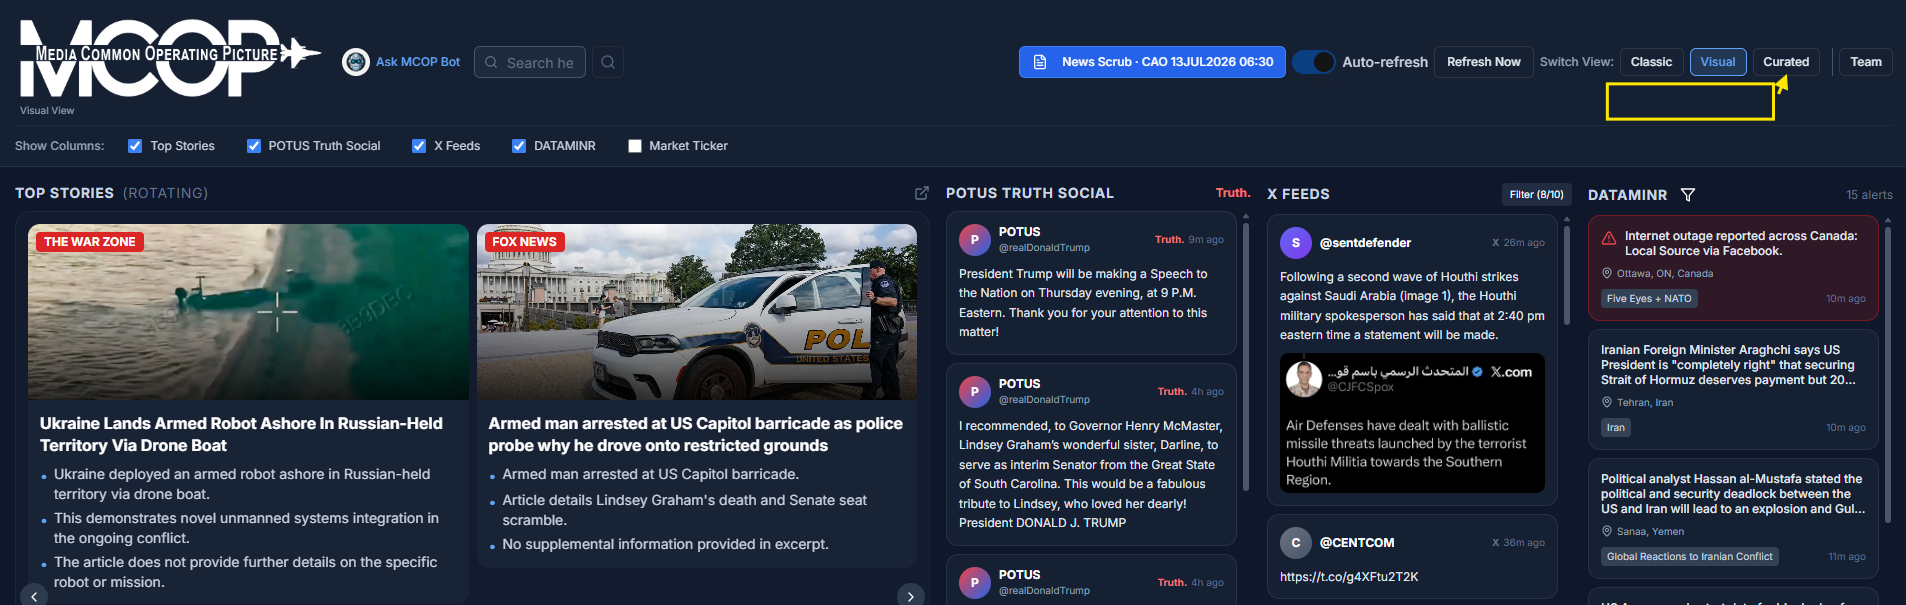 MCOP
MEDIA COMMON OPERATING PICTURE
Visual View
Ask MCOP Bot
Search he
News Scrub · CAO 13JUL2026 06:30
Auto-refresh
Refresh Now
Switch View:
Classic
Visual
Curated
Team
Show Columns:
Top Stories
POTUS Truth Social
X Feeds
DATAMINR
Market Ticker
TOP STORIES (ROTATING)
THE WAR ZONE
Ukraine Lands Armed Robot Ashore In Russian-Held
Territory Via Drone Boat
• Ukraine deployed an armed robot ashore in Russian-held
territory via drone boat.
• This demonstrates novel unmanned systems integration in
the ongoing conflict.
• The article does not provide further details on the specific
robot or mission.
FOX NEWS
POL
UNITED STATES
Armed man arrested at US Capitol barricade as police
probe why he drove onto restricted grounds
• Armed man arrested at US Capitol barricade.
• Article details Lindsey Graham's death and Senate seat
scramble.
• No supplemental information provided in excerpt.
POTUS TRUTH SOCIAL
Truth.
P
POTUS
@realDonaldTrump
Truth. 9m ago
President Trump will be making a Speech to
the Nation on Thursday evening, at 9 P.M.
Eastern. Thank you for your attention to this
matter!
P
POTUS
@realDonaldTrump
Truth. 4h ago
I recommended, to Governor Henry McMaster,
Lindsey Graham's wonderful sister, Darline, to
serve as interim Senator from the Great State
of South Carolina. This would be a fabulous
tribute to Lindsey, who loved her dearly!
President DONALD J. TRUMP
P
POTUS
@realDonaldTrump
Truth. 4h ago
X FEEDS
Filter (8/10)
S
@sentdefender
X 26m ago
Following a second wave of Houthi strikes
against Saudi Arabia (image 1), the Houthi
military spokesperson has said that at 2:40 pm
eastern time a statement will be made.
المتحدث الرسمي باسم قو...
X.com
@CJFCSpox
Air Defenses have dealt with ballistic
missile threats launched by the terrorist
Houthi Militia towards the Southern
Region.
C
@CENTCOM
X 36m ago
https://t.co/g4XFtu2T2K
DATAMINR
15 alerts
Internet outage reported across Canada:
Local Source via Facebook.
Ottawa, ON, Canada
Five Eyes + NATO
10m ago
Iranian Foreign Minister Araghchi says US
President is "completely right" that securing
Strait of Hormuz deserves payment but 20...
Tehran, Iran
Iran
10m ago
Political analyst Hassan al-Mustafa stated the
political and security deadlock between the
US and Iran will lead to an explosion and Gul...
Sanaa, Yemen
Global Reactions to Iranian Conflict
11m ago